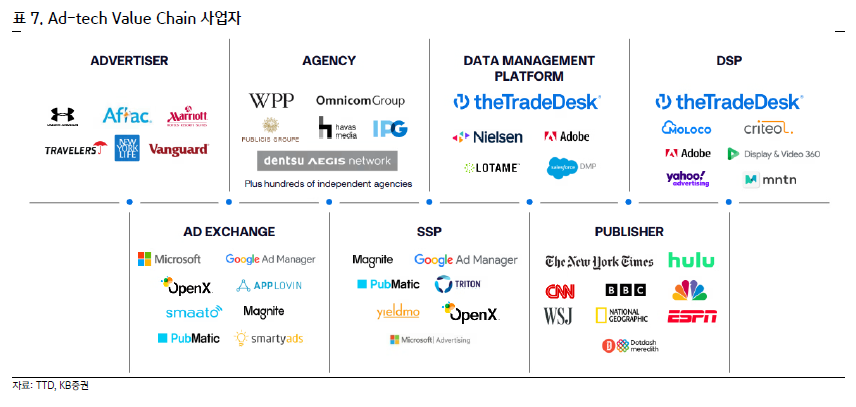 표 7. Ad-tech Value Chain 사업자
ADVERTISER
UNDER ARMOUR
Aflac
Marriott
TRAVELERS
NEW YORK LIFE
Vanguard
AGENCY
WPP
OmnicomGroup
PUBLICIS GROUPE
havas media
IPG
dentsu AEGIS network
Plus hundreds of independent agencies
DATA MANAGEMENT
PLATFORM
theTradeDesk
Nielsen
Adobe
LOTAME
salesforce DMP
DSP
theTradeDesk
MOLOCO
criteo
Adobe
Display & Video 360
yahoo!
advertising
mntn
AD EXCHANGE
Microsoft
Google Ad Manager
OpenX
APPLOVIN
smaato
Magnite
PubMatic
smartyads
SSP
Magnite
Google Ad Manager
PubMatic
TRITON
yieldmo
OpenX
Microsoft | Advertising
PUBLISHER
The New York Times
hulu
CNN
BBC
WSJ
NATIONAL
GEOGRAPHIC
ESPN
Dotdash
meredith
자료: TTD, KB증권